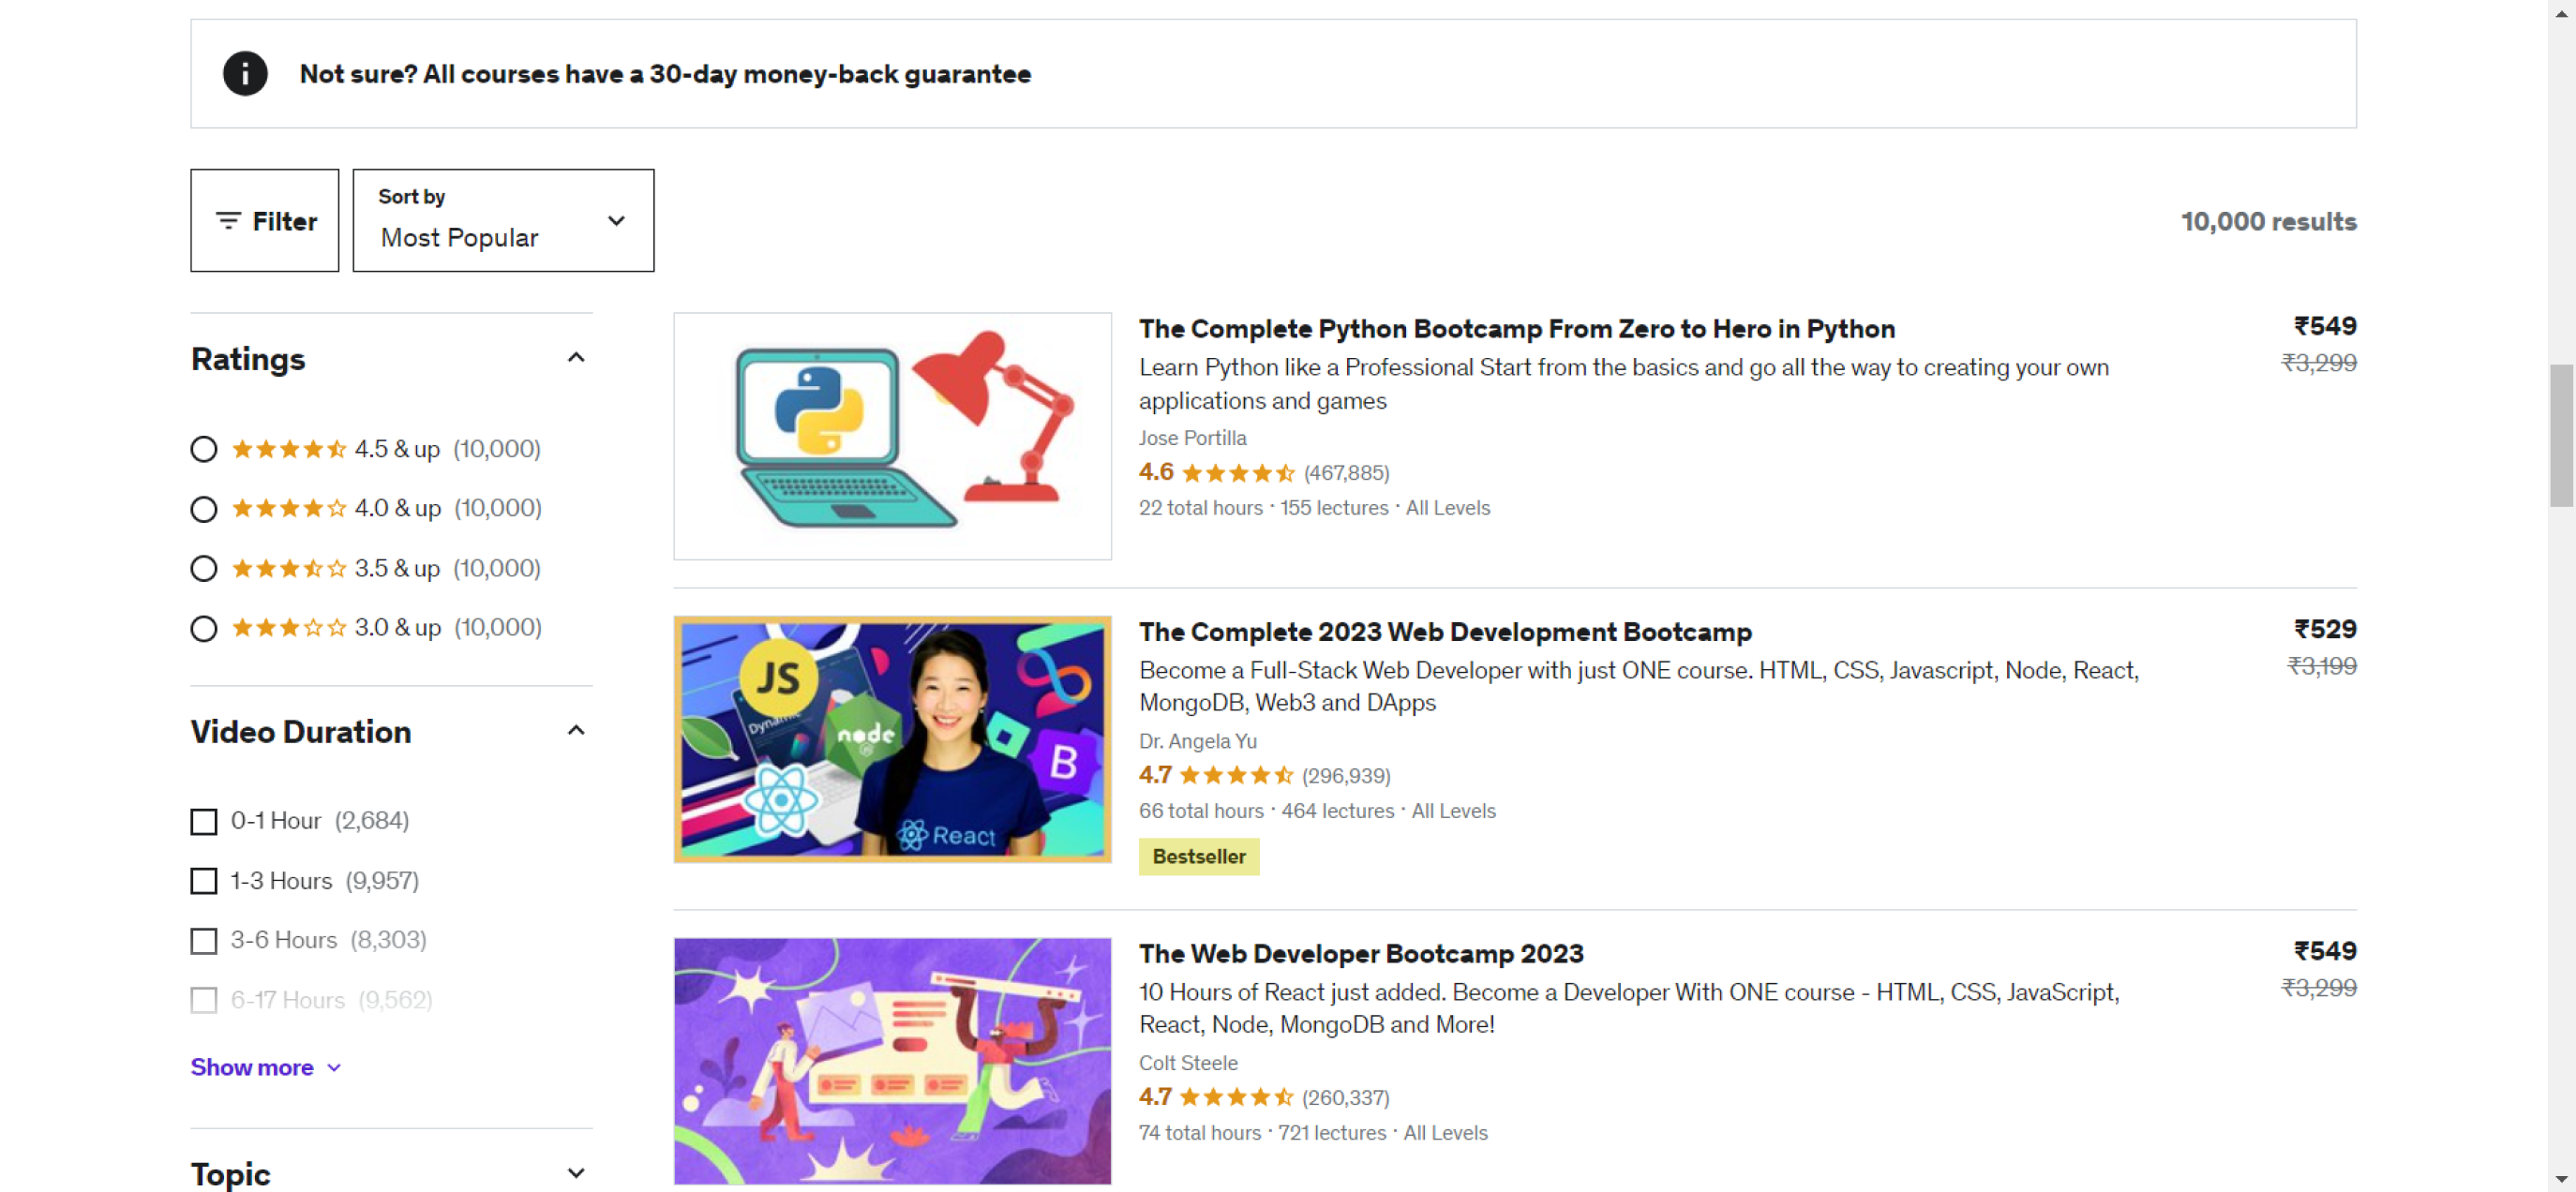 Not sure? All courses have a 30-day money-back guarantee
Filter
Sort by
Most Popular
10,000 results
Ratings
4.5 & up (10,000)
4.0 & up (10,000)
3.5 & up (10,000)
3.0 & up (10,000)
Video Duration
0-1 Hour (2,684)
1-3 Hours (9,957)
3-6 Hours (8,303)
6-17 Hours (9,562)
Show more
Topic
The Complete Python Bootcamp From Zero to Hero in Python
₹549
Learn Python like a Professional Start from the basics and go all the way to creating your own
applications and games
₹3,299
Jose Portilla
4.6 (467,885)
22 total hours · 155 lectures · All Levels
JS
Dynamic
node
JS
B
React
The Complete 2023 Web Development Bootcamp
₹529
Become a Full-Stack Web Developer with just ONE course. HTML, CSS, Javascript, Node, React,
MongoDB, Web3 and DApps
₹3,199
Dr. Angela Yu
4.7 (296,939)
66 total hours · 464 lectures · All Levels
Bestseller
The Web Developer Bootcamp 2023
₹549
10 Hours of React just added. Become a Developer With ONE course - HTML, CSS, JavaScript,
React, Node, MongoDB and More!
₹3,299
Colt Steele
4.7 (260,337)
74 total hours · 721 lectures · All Levels